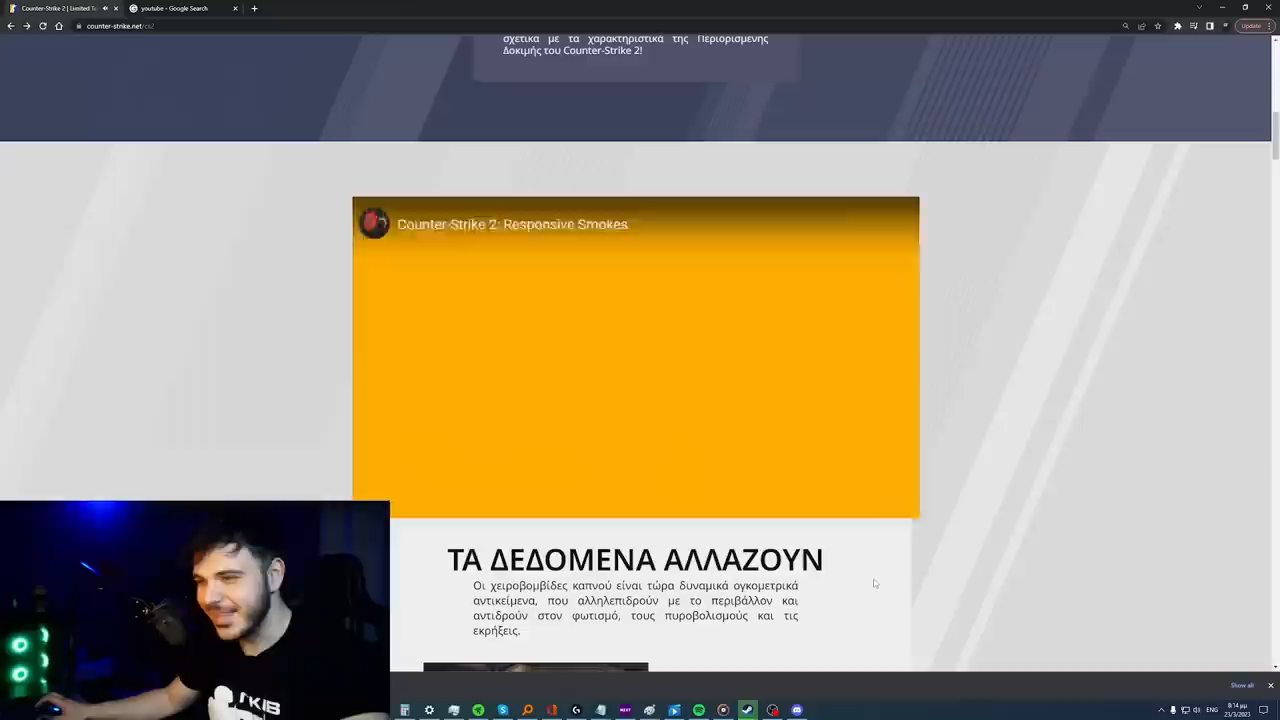 Counter-Strike 2 | Limited Te
youtube - Google Search
counter-strike.net/cs2
Update
σχετικά με τα χαρακτηριστικά της Περιορισμένης
Δοκιμής του Counter-Strike 2!
Counter-Strike 2: Responsive Smokes
ΤΑ ΔΕΔΟΜΕΝΑ ΑΛΛΑΖΟΥΝ
Οι χειροβομβίδες καπνού είναι τώρα δυναμικά ογκομετρικά
αντικείμενα, που αλληλεπιδρούν με το περιβάλλον και
αντιδρούν στον φωτισμό, τους πυροβολισμούς και τις
εκρήξεις.
Show all
NEXT
ΕΝG
8:14 μμ
23/3/2023